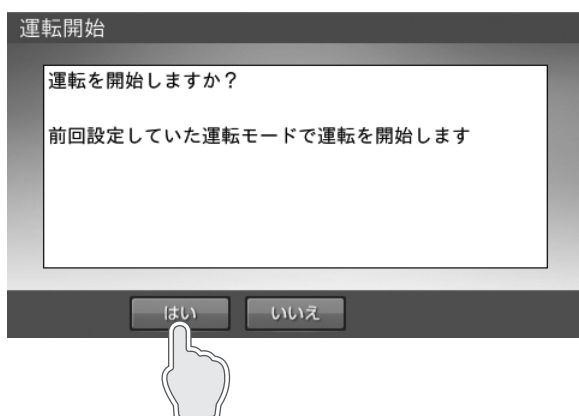 運転開始
運転を開始しますか？
前回設定していた運転モードで運転を開始します
はい
いいえ